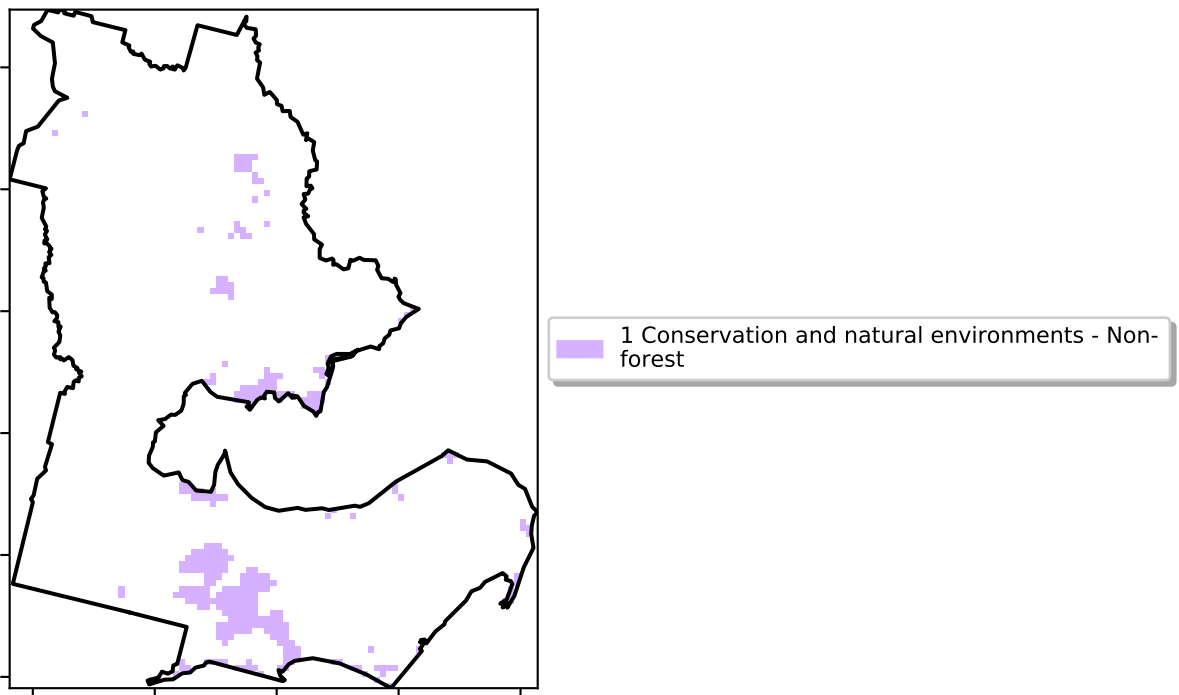 1 Conservation and natural environments - Non-
forest